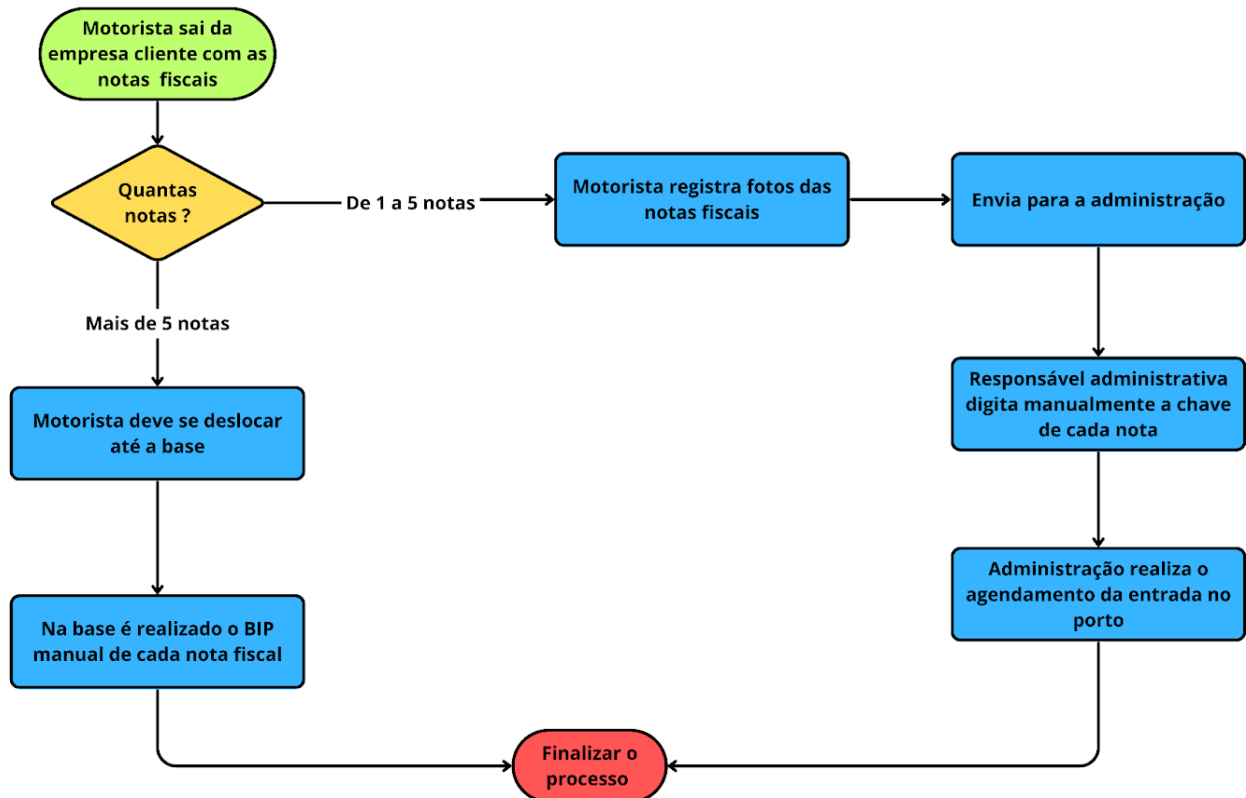 Motorista sai da
empresa cliente com as
notas fiscais
Quantas
notas ?
De 1 a 5 notas
Motorista registra fotos das
notas fiscais
Envia para a administração
Mais de 5 notas
Motorista deve se deslocar
até a base
Responsável administrativa
digita manualmente a chave
de cada nota
Na base é realizado o BIP
manual de cada nota fiscal
Administração realiza o
agendamento da entrada no
porto
Finalizar o
processo